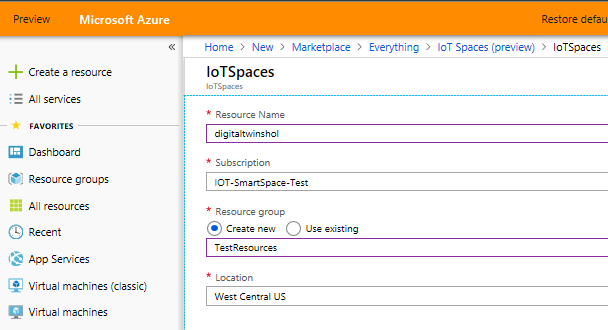 Preview Microsoft Azure Restore defau
«
Home > New > Marketplace > Everything > IoT Spaces (preview) > IoTSpaces
IoTSpaces
IoTSpaces
Create a resource
All services
FAVORITES
Dashboard
Resource groups
All resources
Recent
App Services
Virtual machines (classic)
Virtual machines
* Resource Name
digitaltwinshol
* Subscription
IOT-SmartSpace-Test
* Resource group
Create new Use existing
TestResources
* Location
West Central US